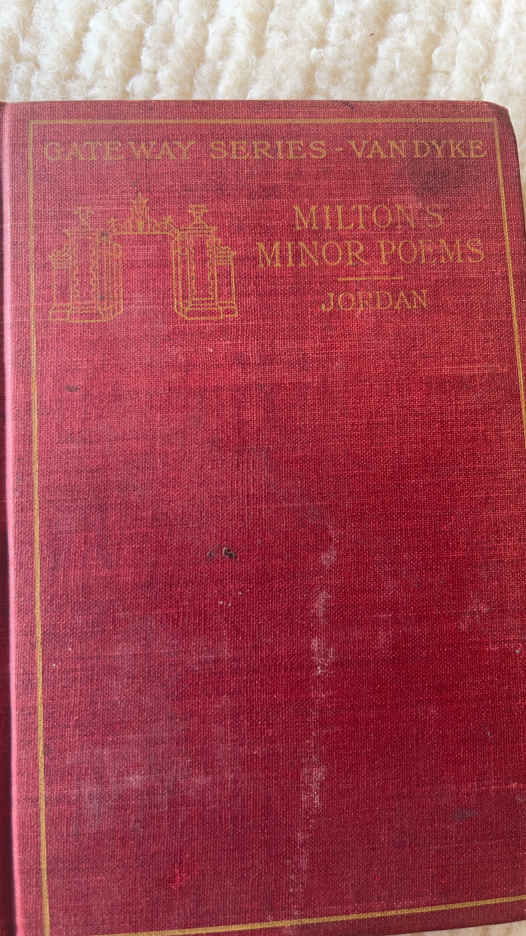 GATEWAY SERIES - VAN DYKE
MILTON'S
MINOR POEMS
JORDAN